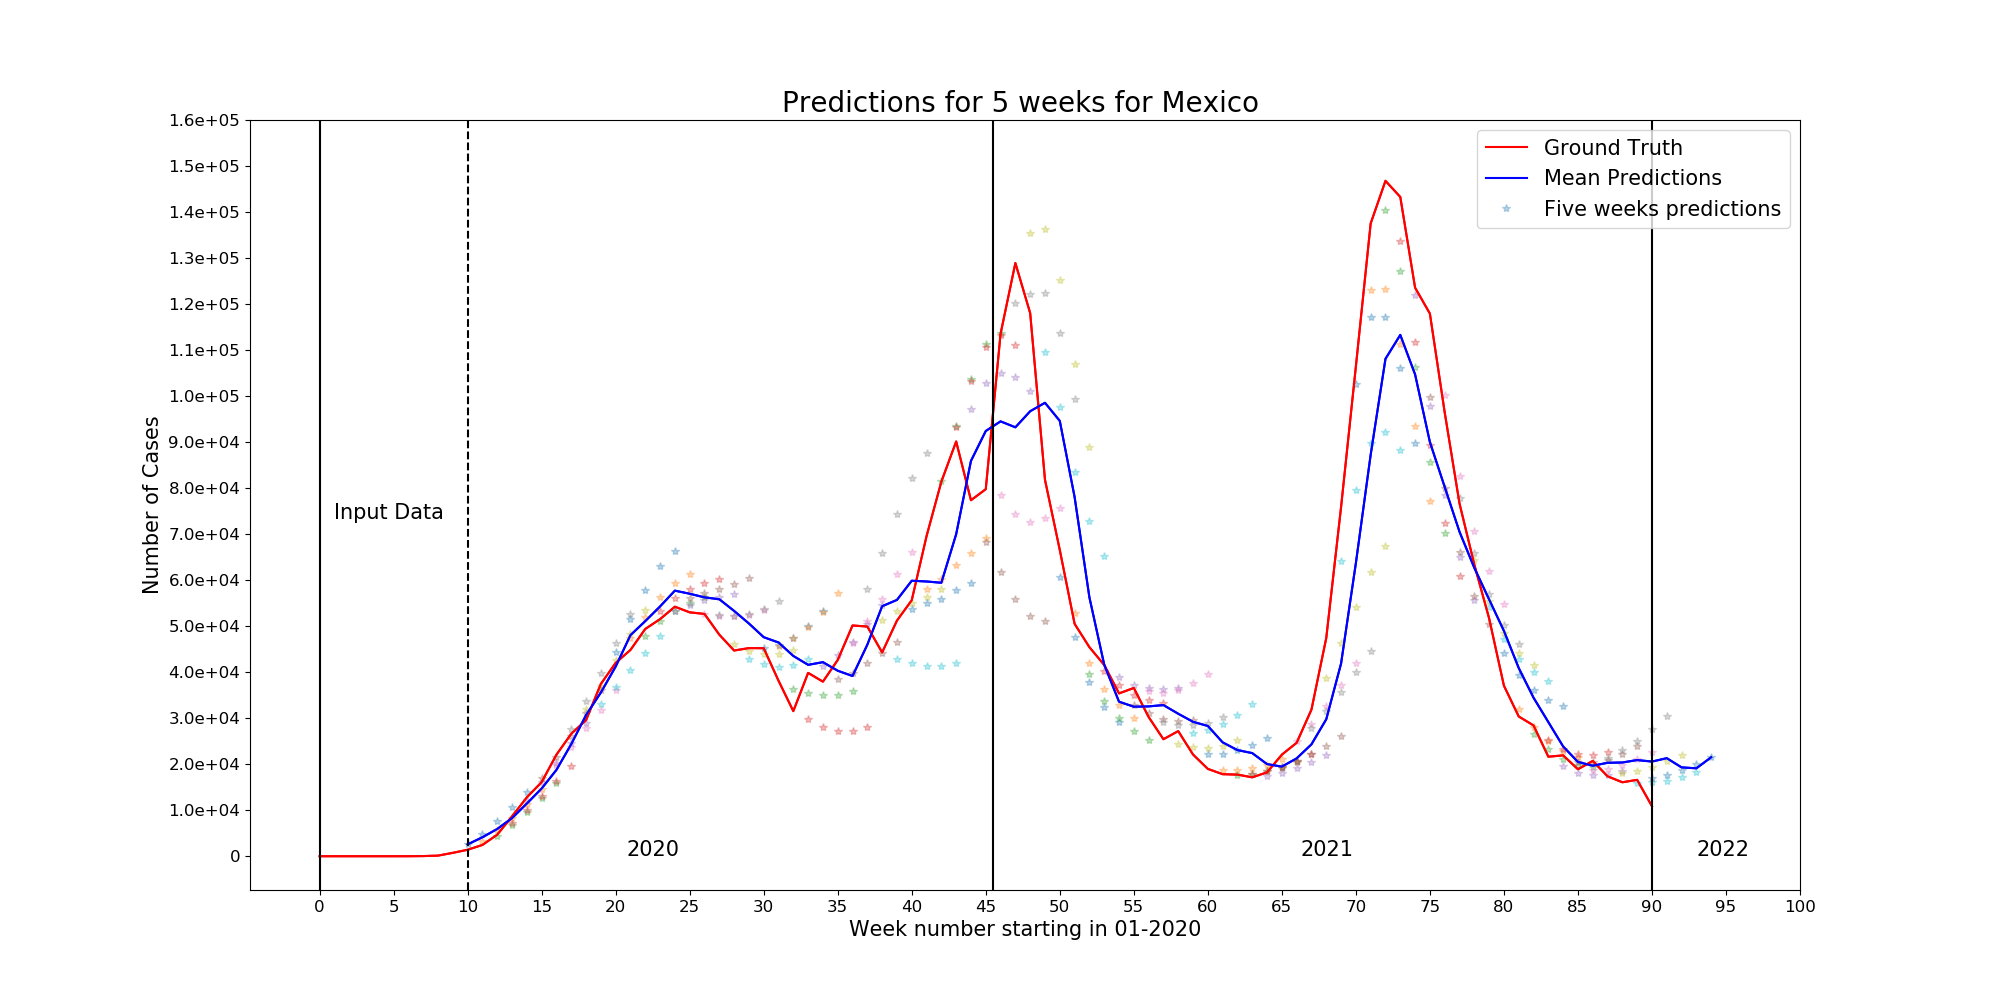 Predictions for 5 weeks for Mexico
1.6e+05
1.5e+05
1.4e+05
1.3e+05
1.2e+05
1.1e+05
1.0e+05
9.0e+04
8.0e+04
7.0e+04
6.0e+04
5.0e+04
4.0e+04
3.0e+04
2.0e+04
1.0e+04
0
Number of Cases
Ground Truth
Mean Predictions
Five weeks predictions
Input Data
2020 2021 2022
0 5 10 15 20 25 30 35 40 45 50 55 60 65 70 75 80 85 90 95 100
Week number starting in 01-2020